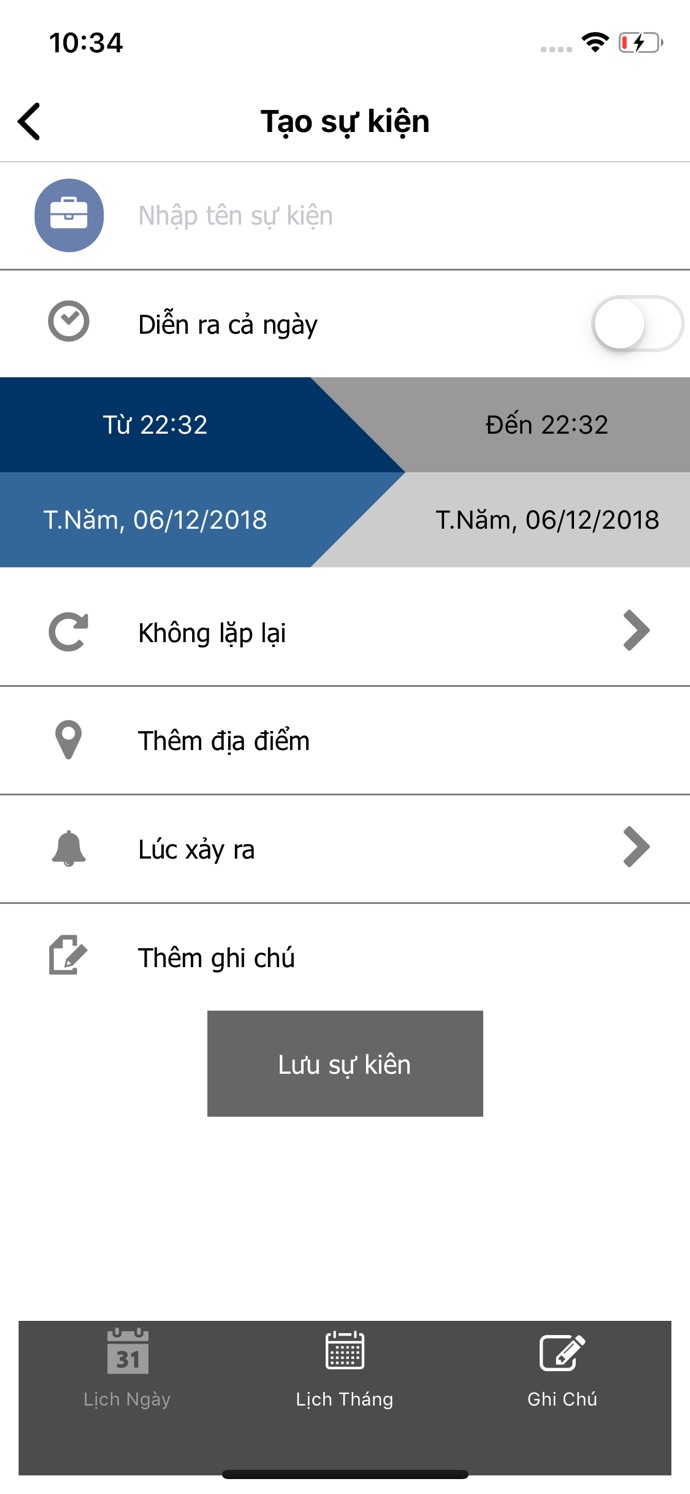 10:34
Tạo sự kiện
Nhập tên sự kiện
Diễn ra cả ngày
Từ 22:32
Đến 22:32
T.Năm, 06/12/2018
T.Năm, 06/12/2018
Không lặp lại
Thêm địa điểm
Lúc xảy ra
Thêm ghi chú
Lưu sự kiên
31
Lịch Ngày
Lịch Tháng
Ghi Chú